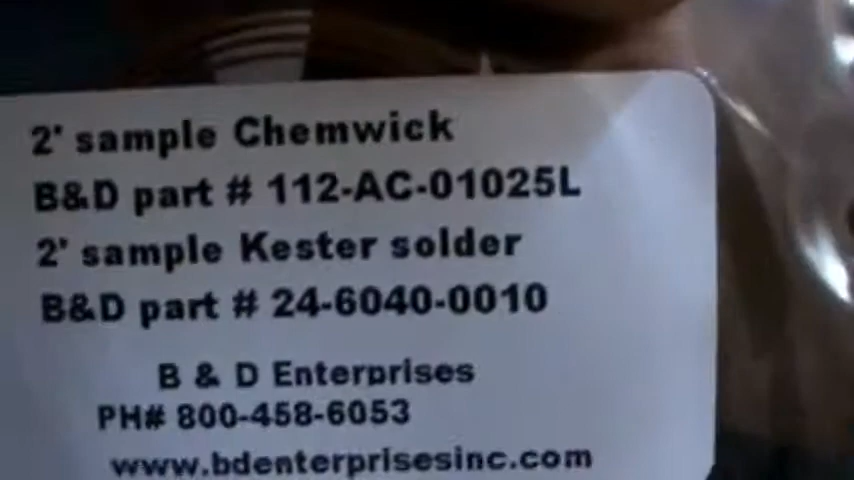 2' sample Chemwick
B&D part # 112-AC-01025L
2' sample Kester solder
B&D part # 24-6040-0010
B & D Enterprises
PH# 800-458-6053
www.bdenterprisesinc.com